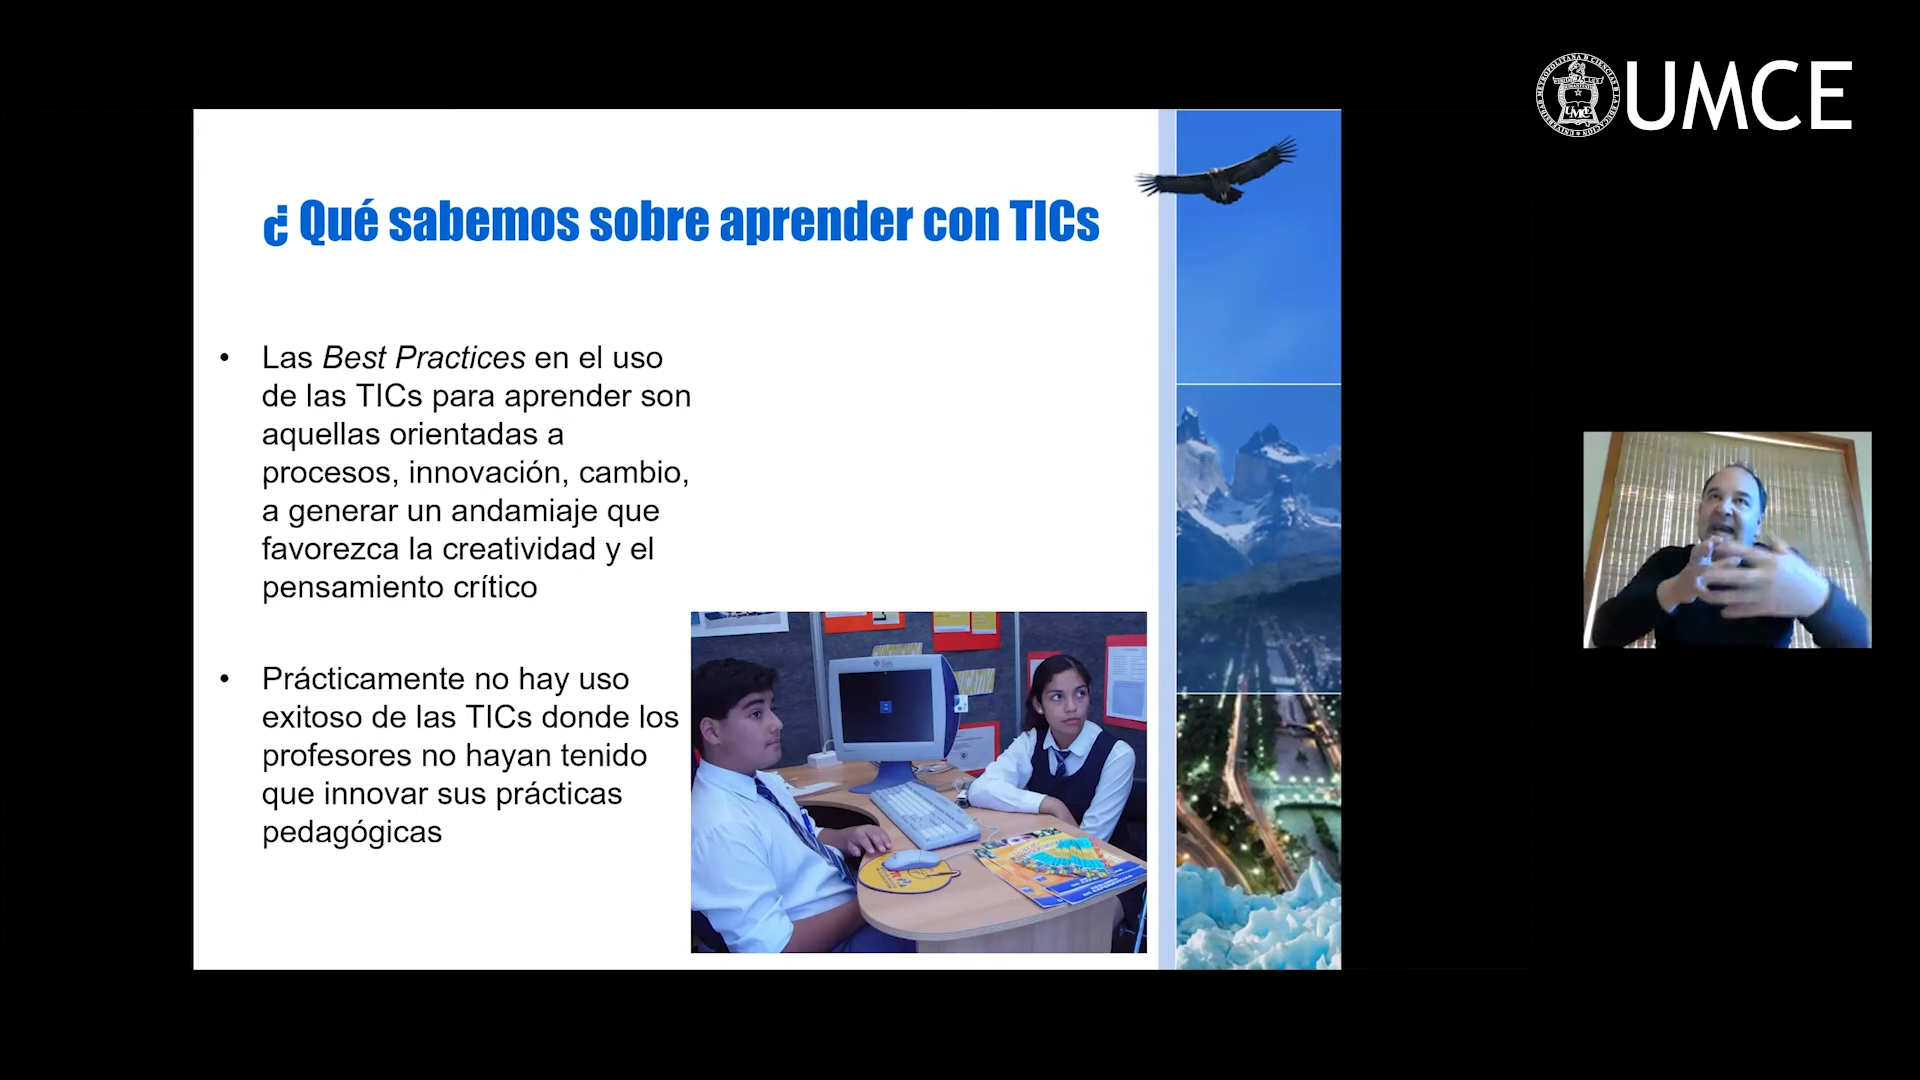 UMCE
¿ Qué sabemos sobre aprender con TICs
• Las Best Practices en el uso
de las TICs para aprender son
aquellas orientadas a
procesos, innovación, cambio,
a generar un andamiaje que
favorezca la creatividad y el
pensamiento crítico
• Prácticamente no hay uso
exitoso de las TICs donde los
profesores no hayan tenido
que innovar sus prácticas
pedagógicas